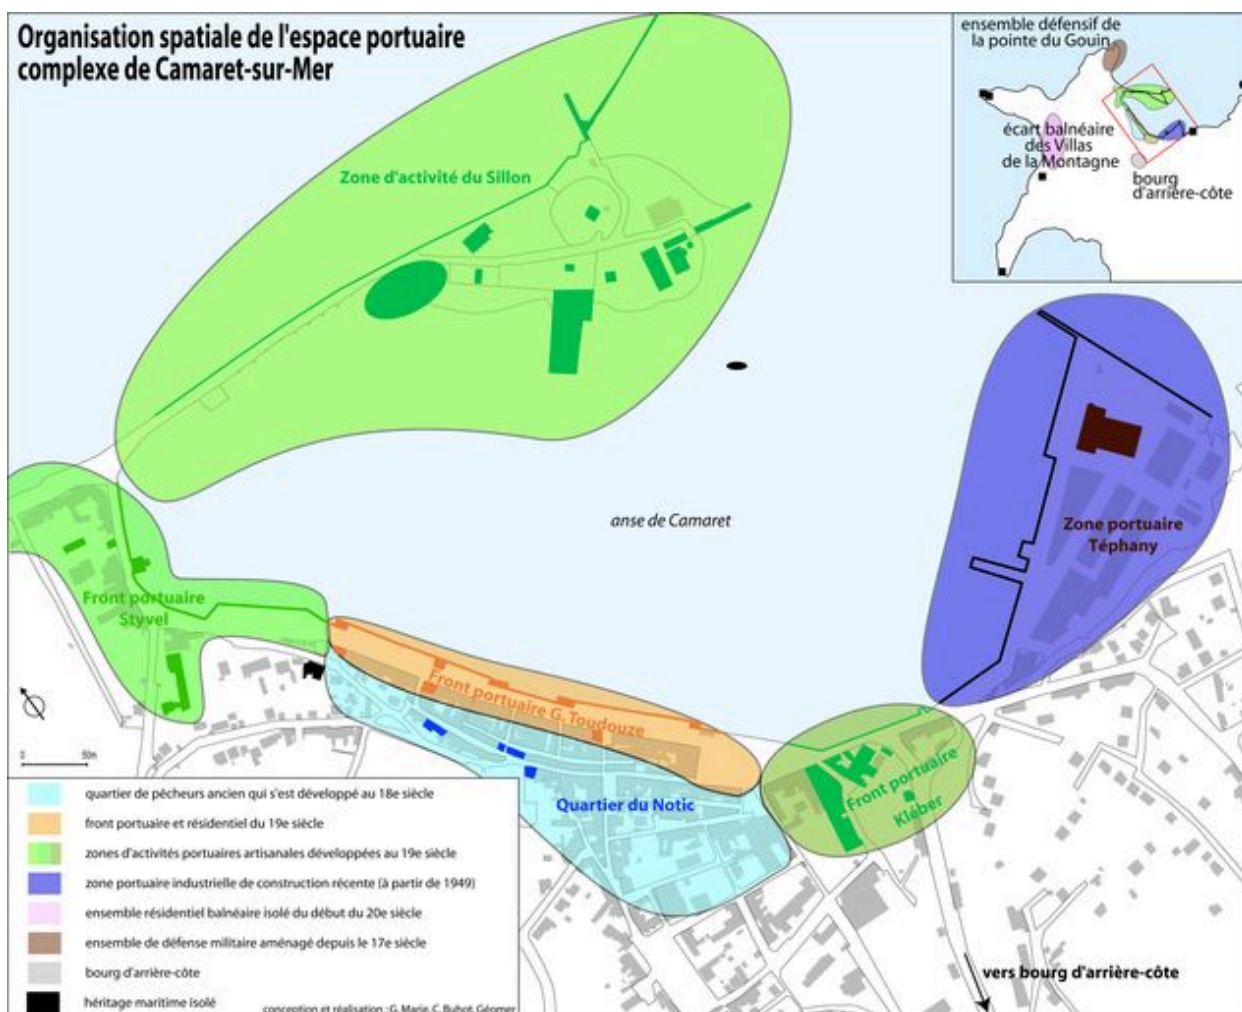 Organisation spatiale de l'espace portuaire
complexe de Camaret-sur-Mer
ensemble défensif de
la pointe du Gouin
écart balnéaire
des Villas
de la Montagne
bourg
d'arrière-côte
Zone d'activité du Sillon
anse de Camaret
Zone portuaire
Téphany
Front portuaire
Styvel
Front portuaire G. Toudouze
Quartier du Notic
Front portuaire
Kléber
vers bourg d'arrière-côte
0 50m
quartier de pêcheurs ancien qui s'est développé au 18e siècle
front portuaire et résidentiel du 19e siècle
zones d'activités portuaires artisanales développées au 19e siècle
zone portuaire industrielle de construction récente (à partir de 1949)
ensemble résidentiel balnéaire isolé du début du 20e siècle
ensemble de défense militaire aménagé depuis le 17e siècle
bourg d'arrière-côte
héritage maritime isolé
conception et réalisation : G. Marie, C. Buhot, Géomer